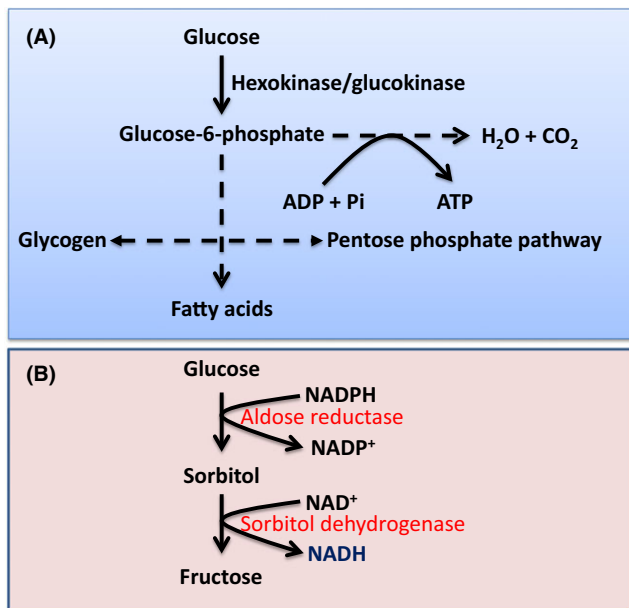 (A)
Glucose
Hexokinase/glucokinase
Glucose-6-phosphate
H₂O + CO₂
ADP + Pi
ATP
Glycogen
Pentose phosphate pathway
Fatty acids
(B)
Glucose
NADPH
Aldose reductase
NADP⁺
Sorbitol
NAD⁺
Sorbitol dehydrogenase
NADH
Fructose